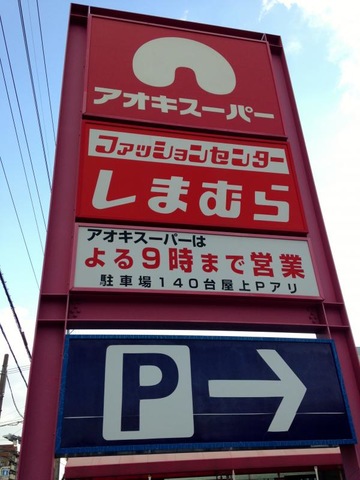 アオキスーパー
ファッションセンター
しまむら
アオキスーパーは
よる9時まで営業
駐車場140台屋上Pアリ
P